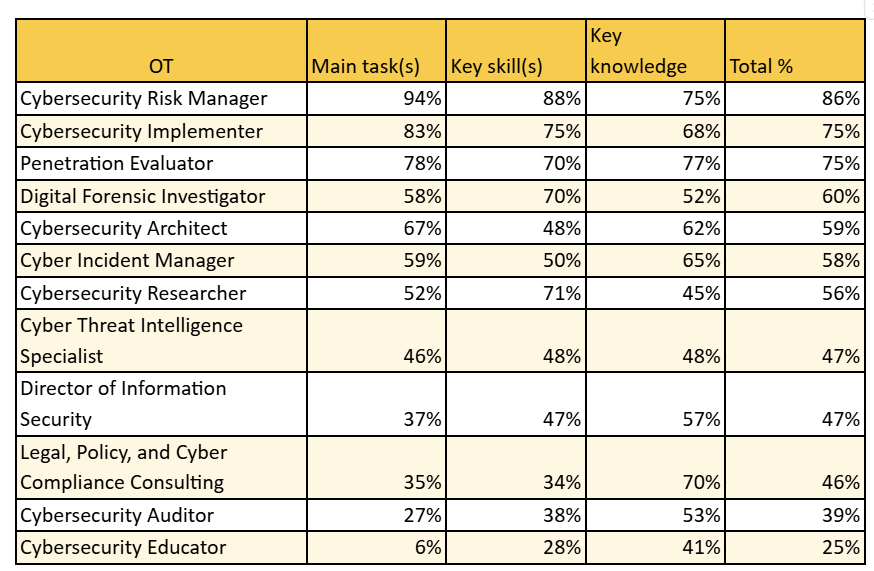 OT Main task(s) Key skill(s) Key
knowledge Total %
Cybersecurity Risk Manager 94% 88% 75% 86%
Cybersecurity Implementer 83% 75% 68% 75%
Penetration Evaluator 78% 70% 77% 75%
Digital Forensic Investigator 58% 70% 52% 60%
Cybersecurity Architect 67% 48% 62% 59%
Cyber Incident Manager 59% 50% 65% 58%
Cybersecurity Researcher 52% 71% 45% 56%
Cyber Threat Intelligence
Specialist 46% 48% 48% 47%
Director of Information
Security 37% 47% 57% 47%
Legal, Policy, and Cyber
Compliance Consulting 35% 34% 70% 46%
Cybersecurity Auditor 27% 38% 53% 39%
Cybersecurity Educator 6% 28% 41% 25%